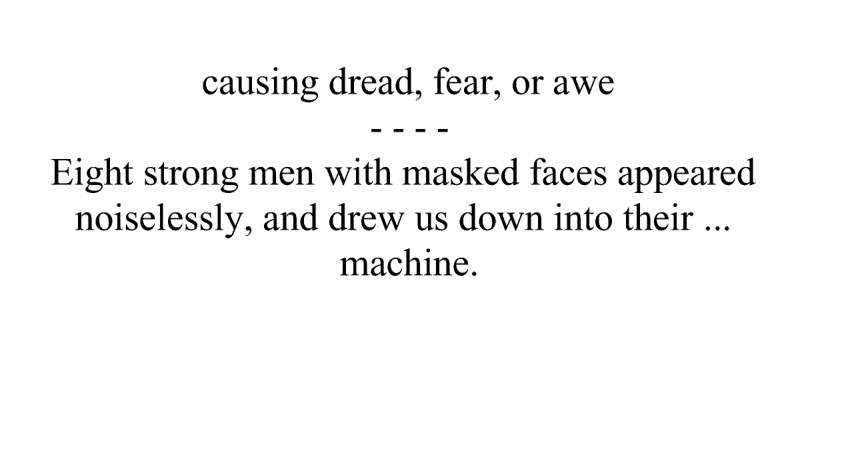 causing dread, fear, or awe
- - - -
Eight strong men with masked faces appeared
noiselessly, and drew us down into their ...
machine.